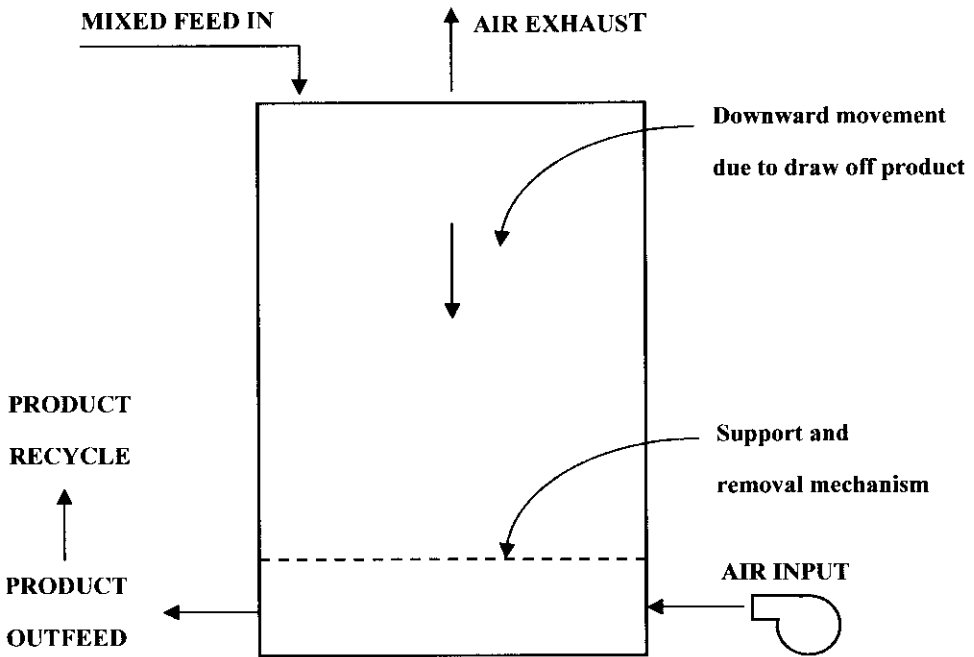 MIXED FEED IN
AIR EXHAUST
Downward movement
due to draw off product
PRODUCT
RECYCLE
Support and
removal mechanism
PRODUCT
OUTFEED
AIR INPUT